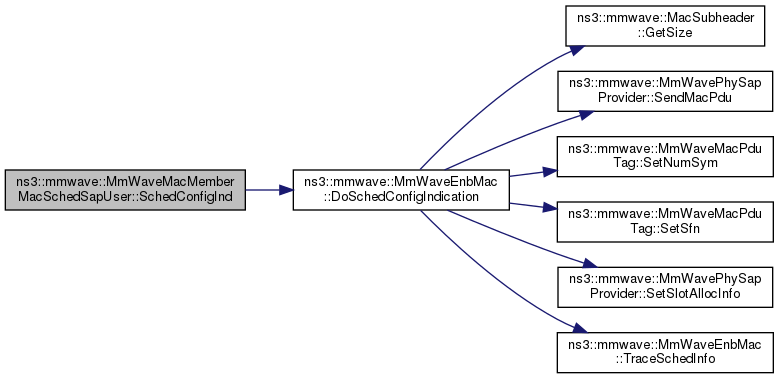 ns3::mmwave::MacSubheader
::GetSize
ns3::mmwave::MmWavePhySap
Provider::SendMacPdu
ns3::mmwave::MmWaveMacPdu
Tag::SetNumSym
ns3::mmwave::MmWaveMacMember
MacSchedSapUser::SchedConfigInd
ns3::mmwave::MmWaveEnbMac
::DoSchedConfigIndication
ns3::mmwave::MmWaveMacPdu
Tag::SetSfn
ns3::mmwave::MmWavePhySap
Provider::SetSlotAllocInfo
ns3::mmwave::MmWaveEnbMac
::TraceSchedInfo